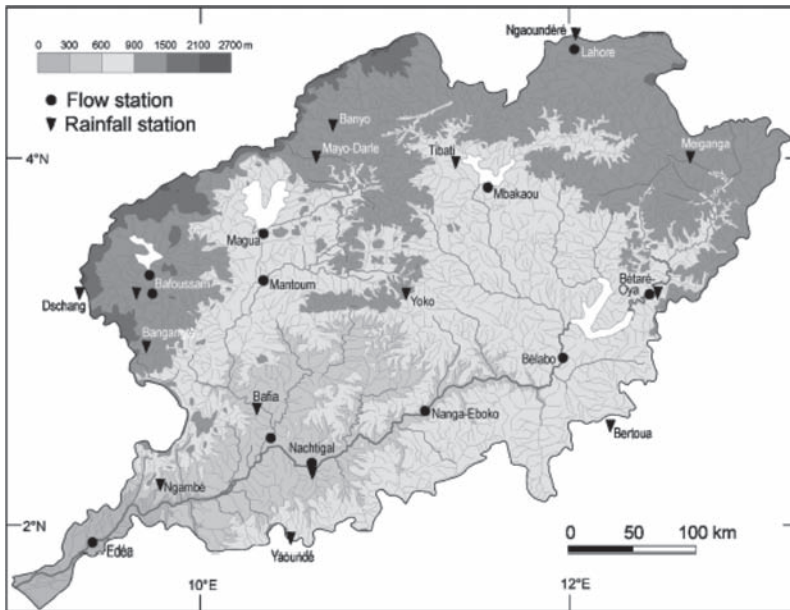 Ngaoundéré
0 300 600 900 1500 2100 2700 m
Lahore
Flow station
Rainfall station
Banyo
4°N
Mayo-Darle
Tibati
Meiganga
Mbakaou
Magua
Bafoussam
Mantoum
Bétaré-
Oya
Dschang
Yoko
Bangan
Bélabo
Bafia
Nanga-Eboko
Bertoua
Nachtigal
Ngambé
2°N
Edéa
Yaoundé
0 50 100 km
10°E
12°E